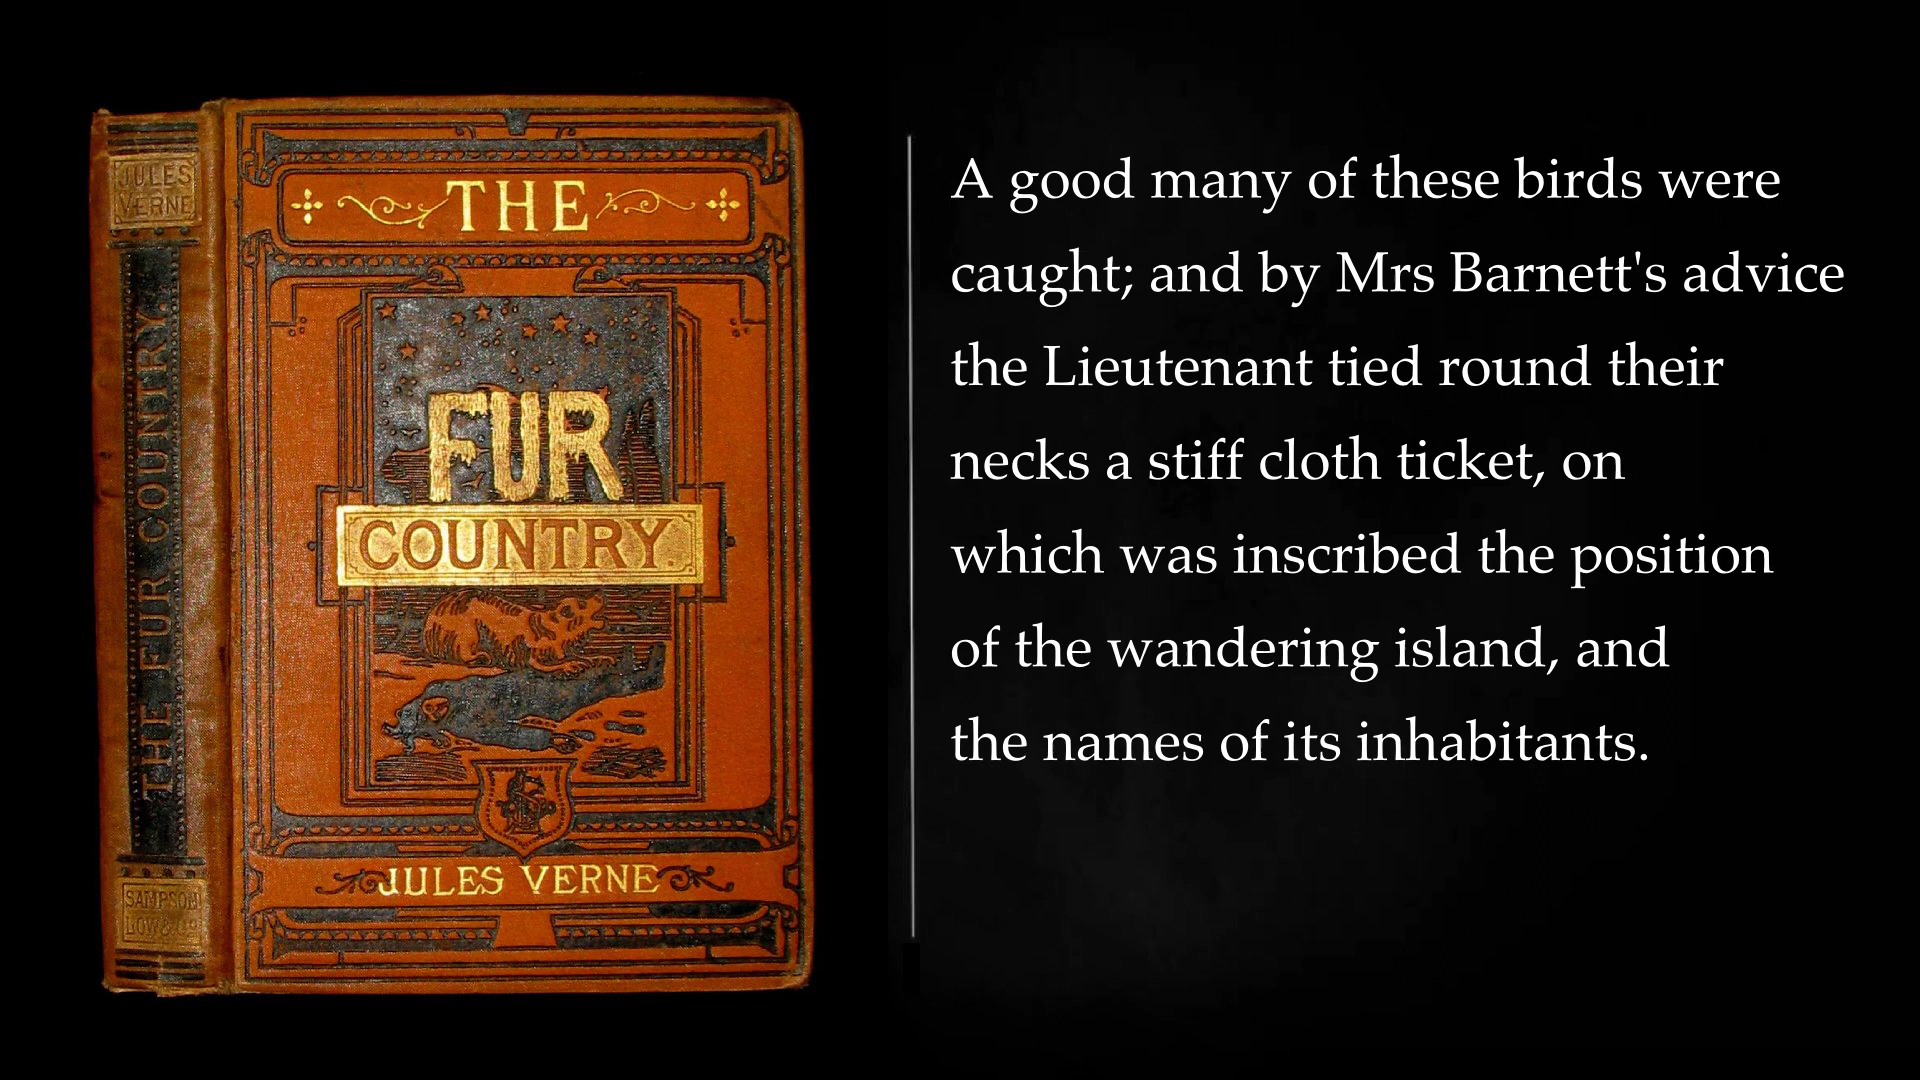 JULES
VERNE
THE FUR COUNTRY.
SAMPSON
LOW & Co
THE
FUR
COUNTRY.
JULES VERNE
A good many of these birds were
caught; and by Mrs Barnett's advice
the Lieutenant tied round their
necks a stiff cloth ticket, on
which was inscribed the position
of the wandering island, and
the names of its inhabitants.